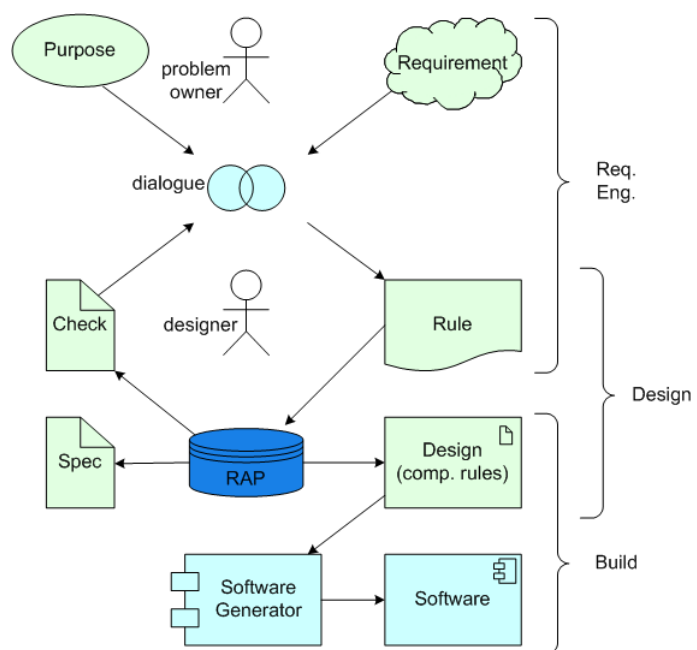 Purpose
problem
owner
Requirement
dialogue
Req.
Eng.
Check
designer
Rule
Design
Spec
RAP
Design
(comp. rules)
Build
Software
Generator
Software